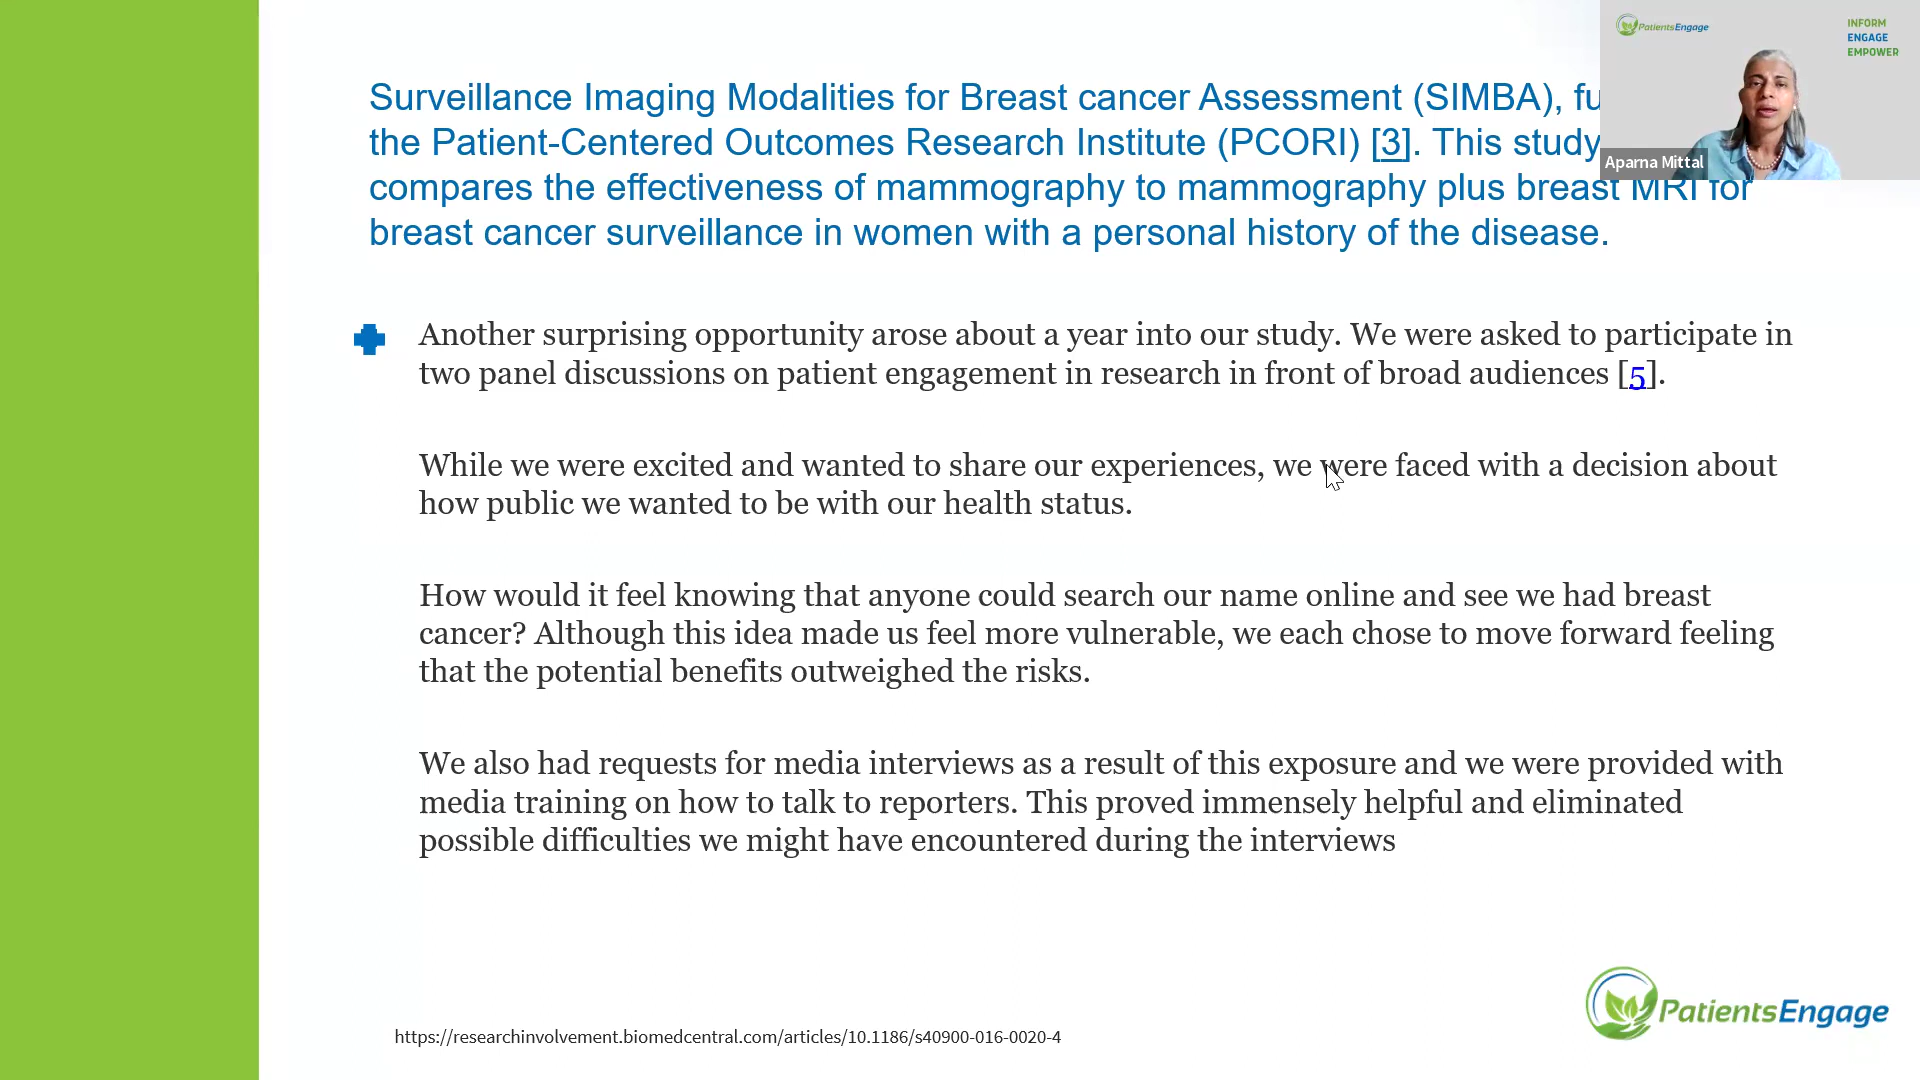 PatientsEngage
INFORM
ENGAGE
EMPOWER
Aparna Mittal
Surveillance Imaging Modalities for Breast cancer Assessment (SIMBA),
the Patient-Centered Outcomes Research Institute (PCORI) [3]. This study
compares the effectiveness of mammography to mammography plus breast MRI for
breast cancer surveillance in women with a personal history of the disease.
Another surprising opportunity arose about a year into our study. We were asked to participate in
two panel discussions on patient engagement in research in front of broad audiences [5].
While we were excited and wanted to share our experiences, we were faced with a decision about
how public we wanted to be with our health status.
How would it feel knowing that anyone could search our name online and see we had breast
cancer? Although this idea made us feel more vulnerable, we each chose to move forward feeling
that the potential benefits outweighed the risks.
We also had requests for media interviews as a result of this exposure and we were provided with
media training on how to talk to reporters. This proved immensely helpful and eliminated
possible difficulties we might have encountered during the interviews
https://researchinvolvement.biomedcentral.com/articles/10.1186/s40900-016-0020-4
PatientsEngage